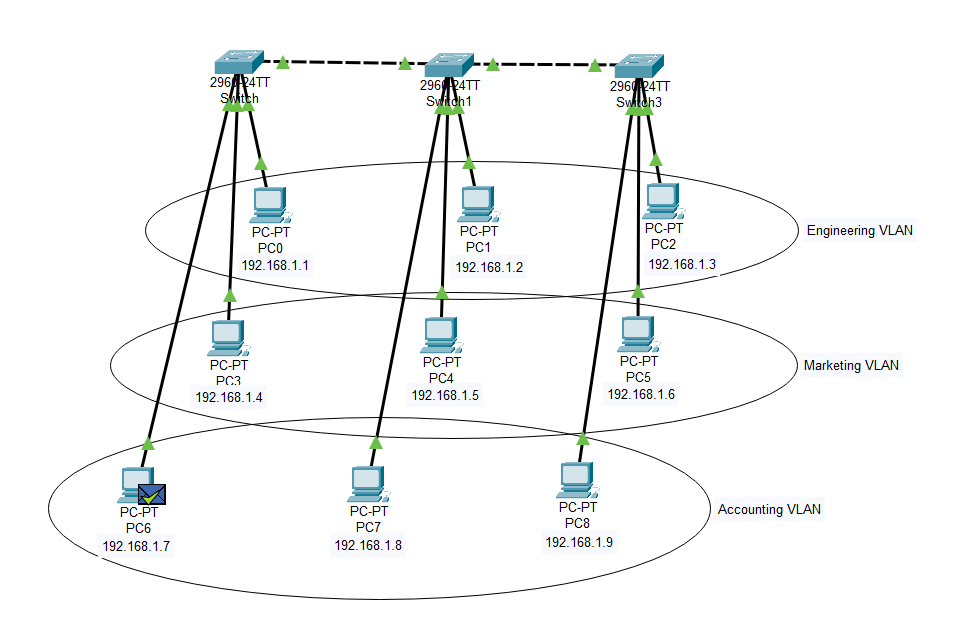 2960-24TT
Switch
2960-24TT
Switch1
2960-24TT
Switch3
PC-PT
PC0
192.168.1.1
PC-PT
PC1
192.168.1.2
PC-PT
PC2
192.168.1.3
Engineering VLAN
PC-PT
PC3
192.168.1.4
PC-PT
PC4
192.168.1.5
PC-PT
PC5
192.168.1.6
Marketing VLAN
PC-PT
PC6
192.168.1.7
PC-PT
PC7
192.168.1.8
PC-PT
PC8
192.168.1.9
Accounting VLAN